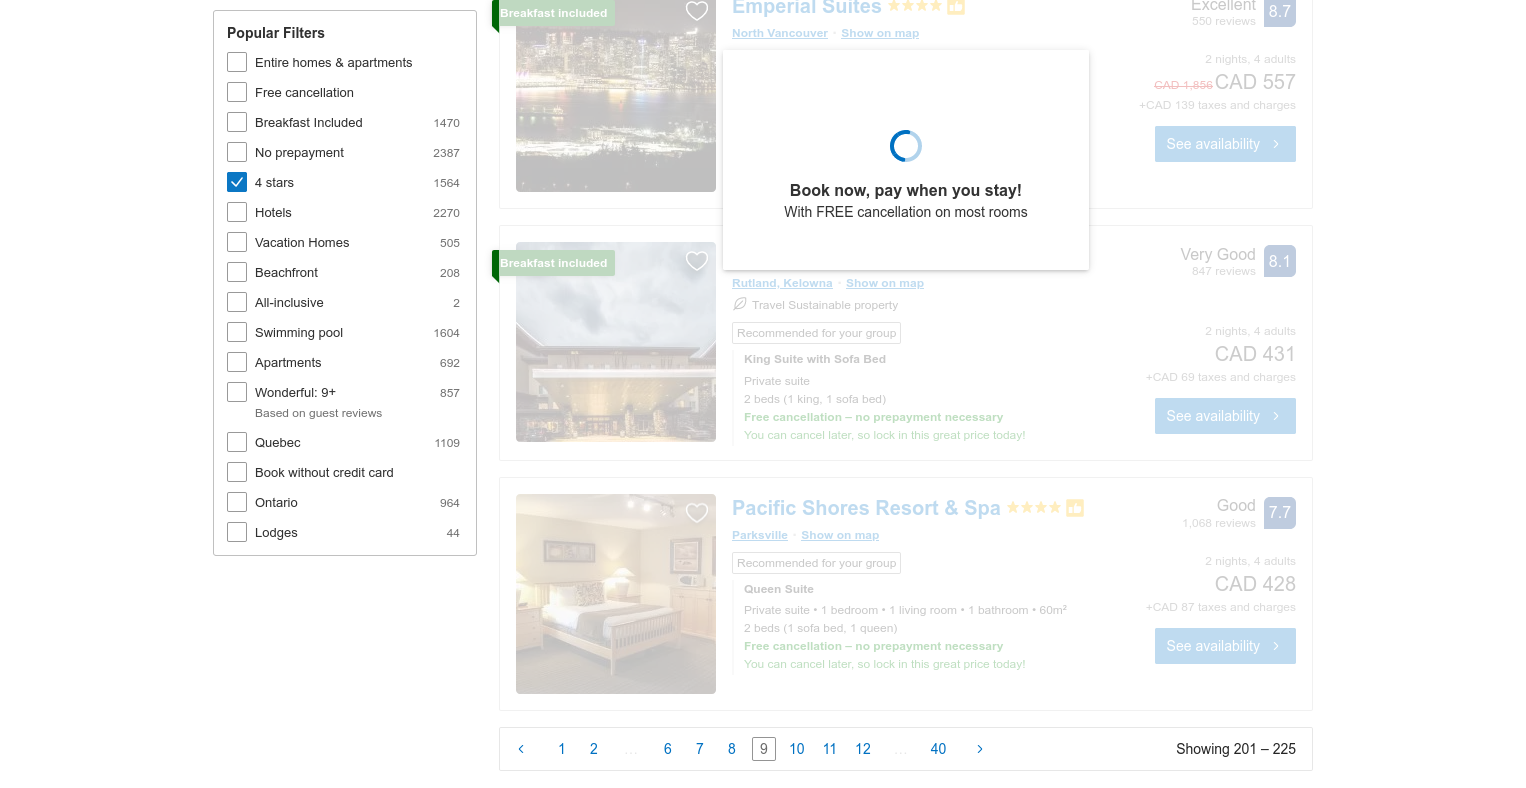 Popular Filters
Entire homes & apartments
Free cancellation
Breakfast Included 1470
No prepayment 2387
4 stars 1564
Hotels 2270
Vacation Homes 505
Beachfront 208
All-inclusive 2
Swimming pool 1604
Apartments 692
Wonderful: 9+ 857
Based on guest reviews
Quebec 1109
Book without credit card
Ontario 964
Lodges 44
Breakfast included
Emperial Suites
North Vancouver · Show on map
Excellent
550 reviews
8.7
2 nights, 4 adults
CAD 1,856 CAD 557
+CAD 139 taxes and charges
See availability
Book now, pay when you stay!
With FREE cancellation on most rooms
Breakfast included
Rutland, Kelowna · Show on map
Travel Sustainable property
Recommended for your group
King Suite with Sofa Bed
Private suite
2 beds (1 king, 1 sofa bed)
Free cancellation – no prepayment necessary
You can cancel later, so lock in this great price today!
Very Good
847 reviews
8.1
2 nights, 4 adults
CAD 431
+CAD 69 taxes and charges
See availability
Pacific Shores Resort & Spa
Parksville · Show on map
Recommended for your group
Queen Suite
Private suite • 1 bedroom • 1 living room • 1 bathroom • 60m²
2 beds (1 sofa bed, 1 queen)
Free cancellation – no prepayment necessary
You can cancel later, so lock in this great price today!
Good
1,068 reviews
7.7
2 nights, 4 adults
CAD 428
+CAD 87 taxes and charges
See availability
1 2 … 6 7 8 9 10 11 12 … 40
Showing 201 – 225